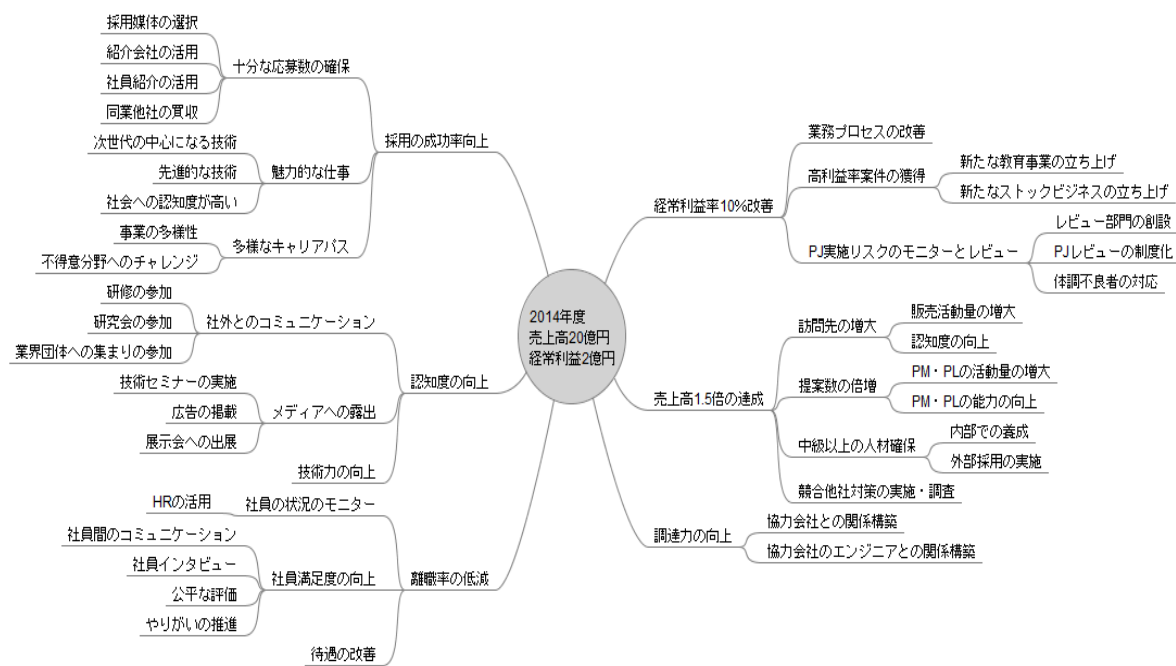 2014年度
売上高20億円
経常利益2億円
採用の成功率向上
十分な応募数の確保
採用媒体の選択
紹介会社の活用
社員紹介の活用
同業他社の買収
魅力的な仕事
次世代の中心になる技術
先進的な技術
社会への認知度が高い
多様なキャリアパス
事業の多様性
不得意分野へのチャレンジ
認知度の向上
社外とのコミュニケーション
研修の参加
研究会の参加
業界団体への集まりの参加
メディアへの露出
技術セミナーの実施
広告の掲載
展示会への出展
技術力の向上
離職率の低減
社員の状況のモニター
HRの活用
社員満足度の向上
社員間のコミュニケーション
社員インタビュー
公平な評価
やりがいの推進
待遇の改善
経常利益率10%改善
業務プロセスの改善
高利益率案件の獲得
新たな教育事業の立ち上げ
新たなストックビジネスの立ち上げ
PJ実施リスクのモニターとレビュー
レビュー部門の創設
PJレビューの制度化
体調不良者の対応
売上高1.5倍の達成
訪問先の増大
販売活動量の増大
認知度の向上
提案数の倍増
PM・PLの活動量の増大
PM・PLの能力の向上
中級以上の人材確保
内部での養成
外部採用の実施
競合他社対策の実施・調査
調達力の向上
協力会社との関係構築
協力会社のエンジニアとの関係構築